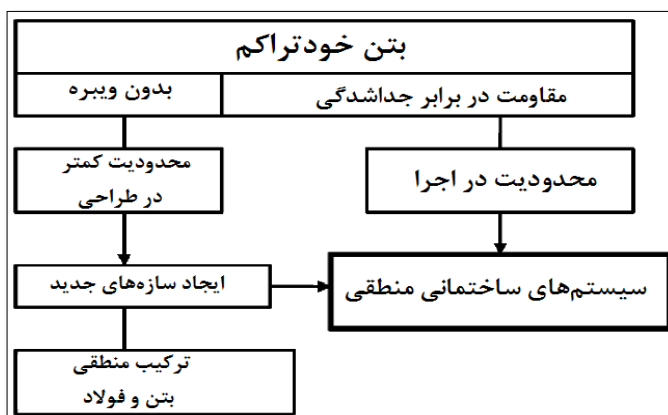 بتن خودتراکم
مقاومت در برابر جداشدگی
بدون ویبره
محدودیت کمتر
در طراحی
محدودیت در اجرا
ایجاد سازه‌های جدید
سیستم‌های ساختمانی منطقی
ترکیب منطقی
بتن و فولاد